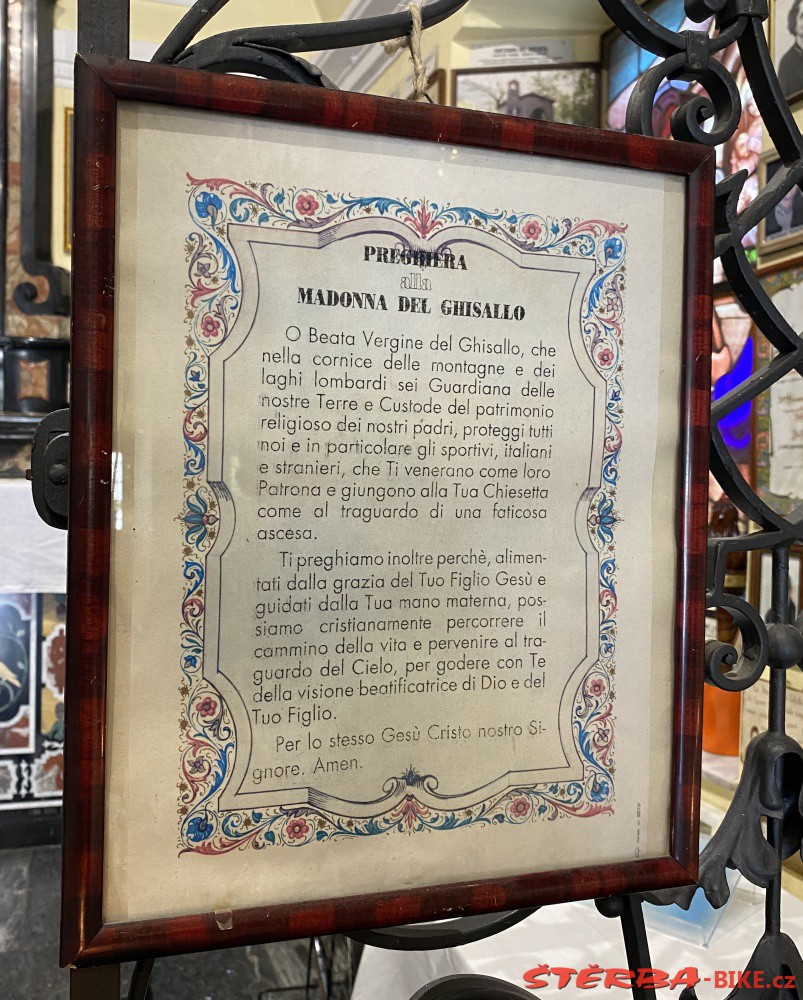 PREGHIERA
alla
MADONNA DEL GHISALLO
O Beata Vergine del Ghisallo, che
nella cornice delle montagne e dei
laghi lombardi sei Guardiana delle
nostre Terre e Custode del patrimonio
religioso dei nostri padri, proteggi tutti
noi e in particolare gli sportivi, italiani
e stranieri, che Ti venerano come loro
Patrona e giungono alla Tua Chiesetta
come al traguardo di una faticosa
ascesa.
Ti preghiamo inoltre perchè, alimen-
tati dalla grazia del Tuo Figlio Gesù e
guidati dalla Tua mano materna, pos-
siamo cristianamente percorrere il
cammino della vita e pervenire al tra-
guardo del Cielo, per godere con Te
della visione beatificatrice di Dio e del
Tuo Figlio.
Per lo stesso Gesù Cristo nostro Si-
gnore. Amen.
ŠTĚRBA-BIKE.cz